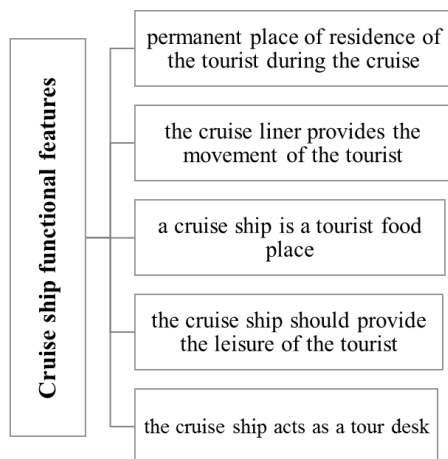 Cruise ship functional features
permanent place of residence of
the tourist during the cruise
the cruise liner provides the
movement of the tourist
a cruise ship is a tourist food
place
the cruise ship should provide
the leisure of the tourist
the cruise ship acts as a tour desk